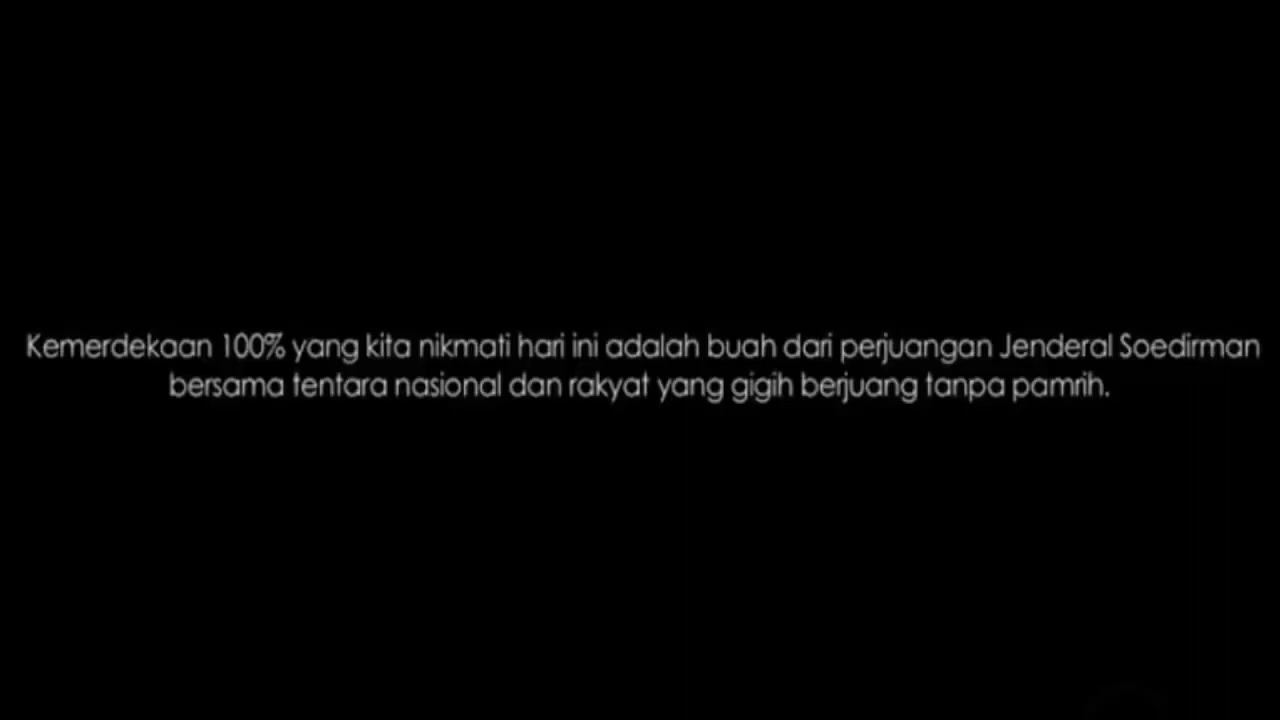 Kemerdekaan 100% yang kita nikmati hari ini adalah buah dari perjuangan Jenderal Soedirman
bersama tentara nasional dan rakyat yang gigih berjuang tanpa pamrih.